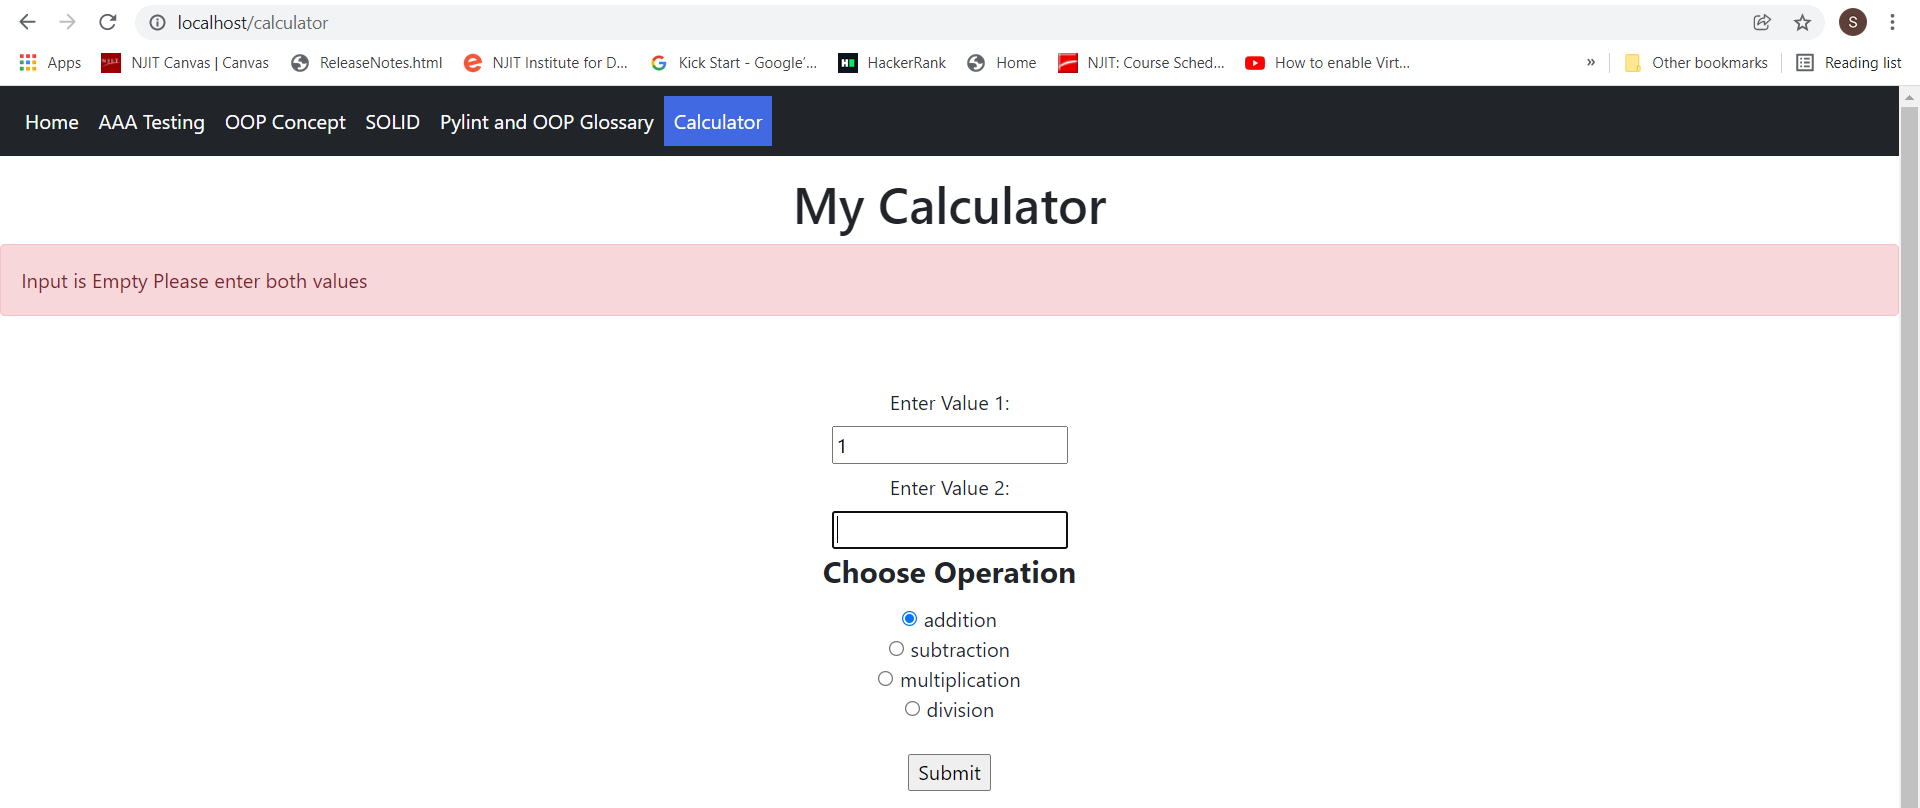 localhost/calculator
S
Apps NJIT Canvas | Canvas ReleaseNotes.html NJIT Institute for D... Kick Start - Google'... HackerRank Home NJIT: Course Sched... How to enable Virt... » Other bookmarks Reading list
Home AAA Testing OOP Concept SOLID Pylint and OOP Glossary Calculator
My Calculator
Input is Empty Please enter both values
Enter Value 1:
1
Enter Value 2:
Choose Operation
addition
subtraction
multiplication
division
Submit